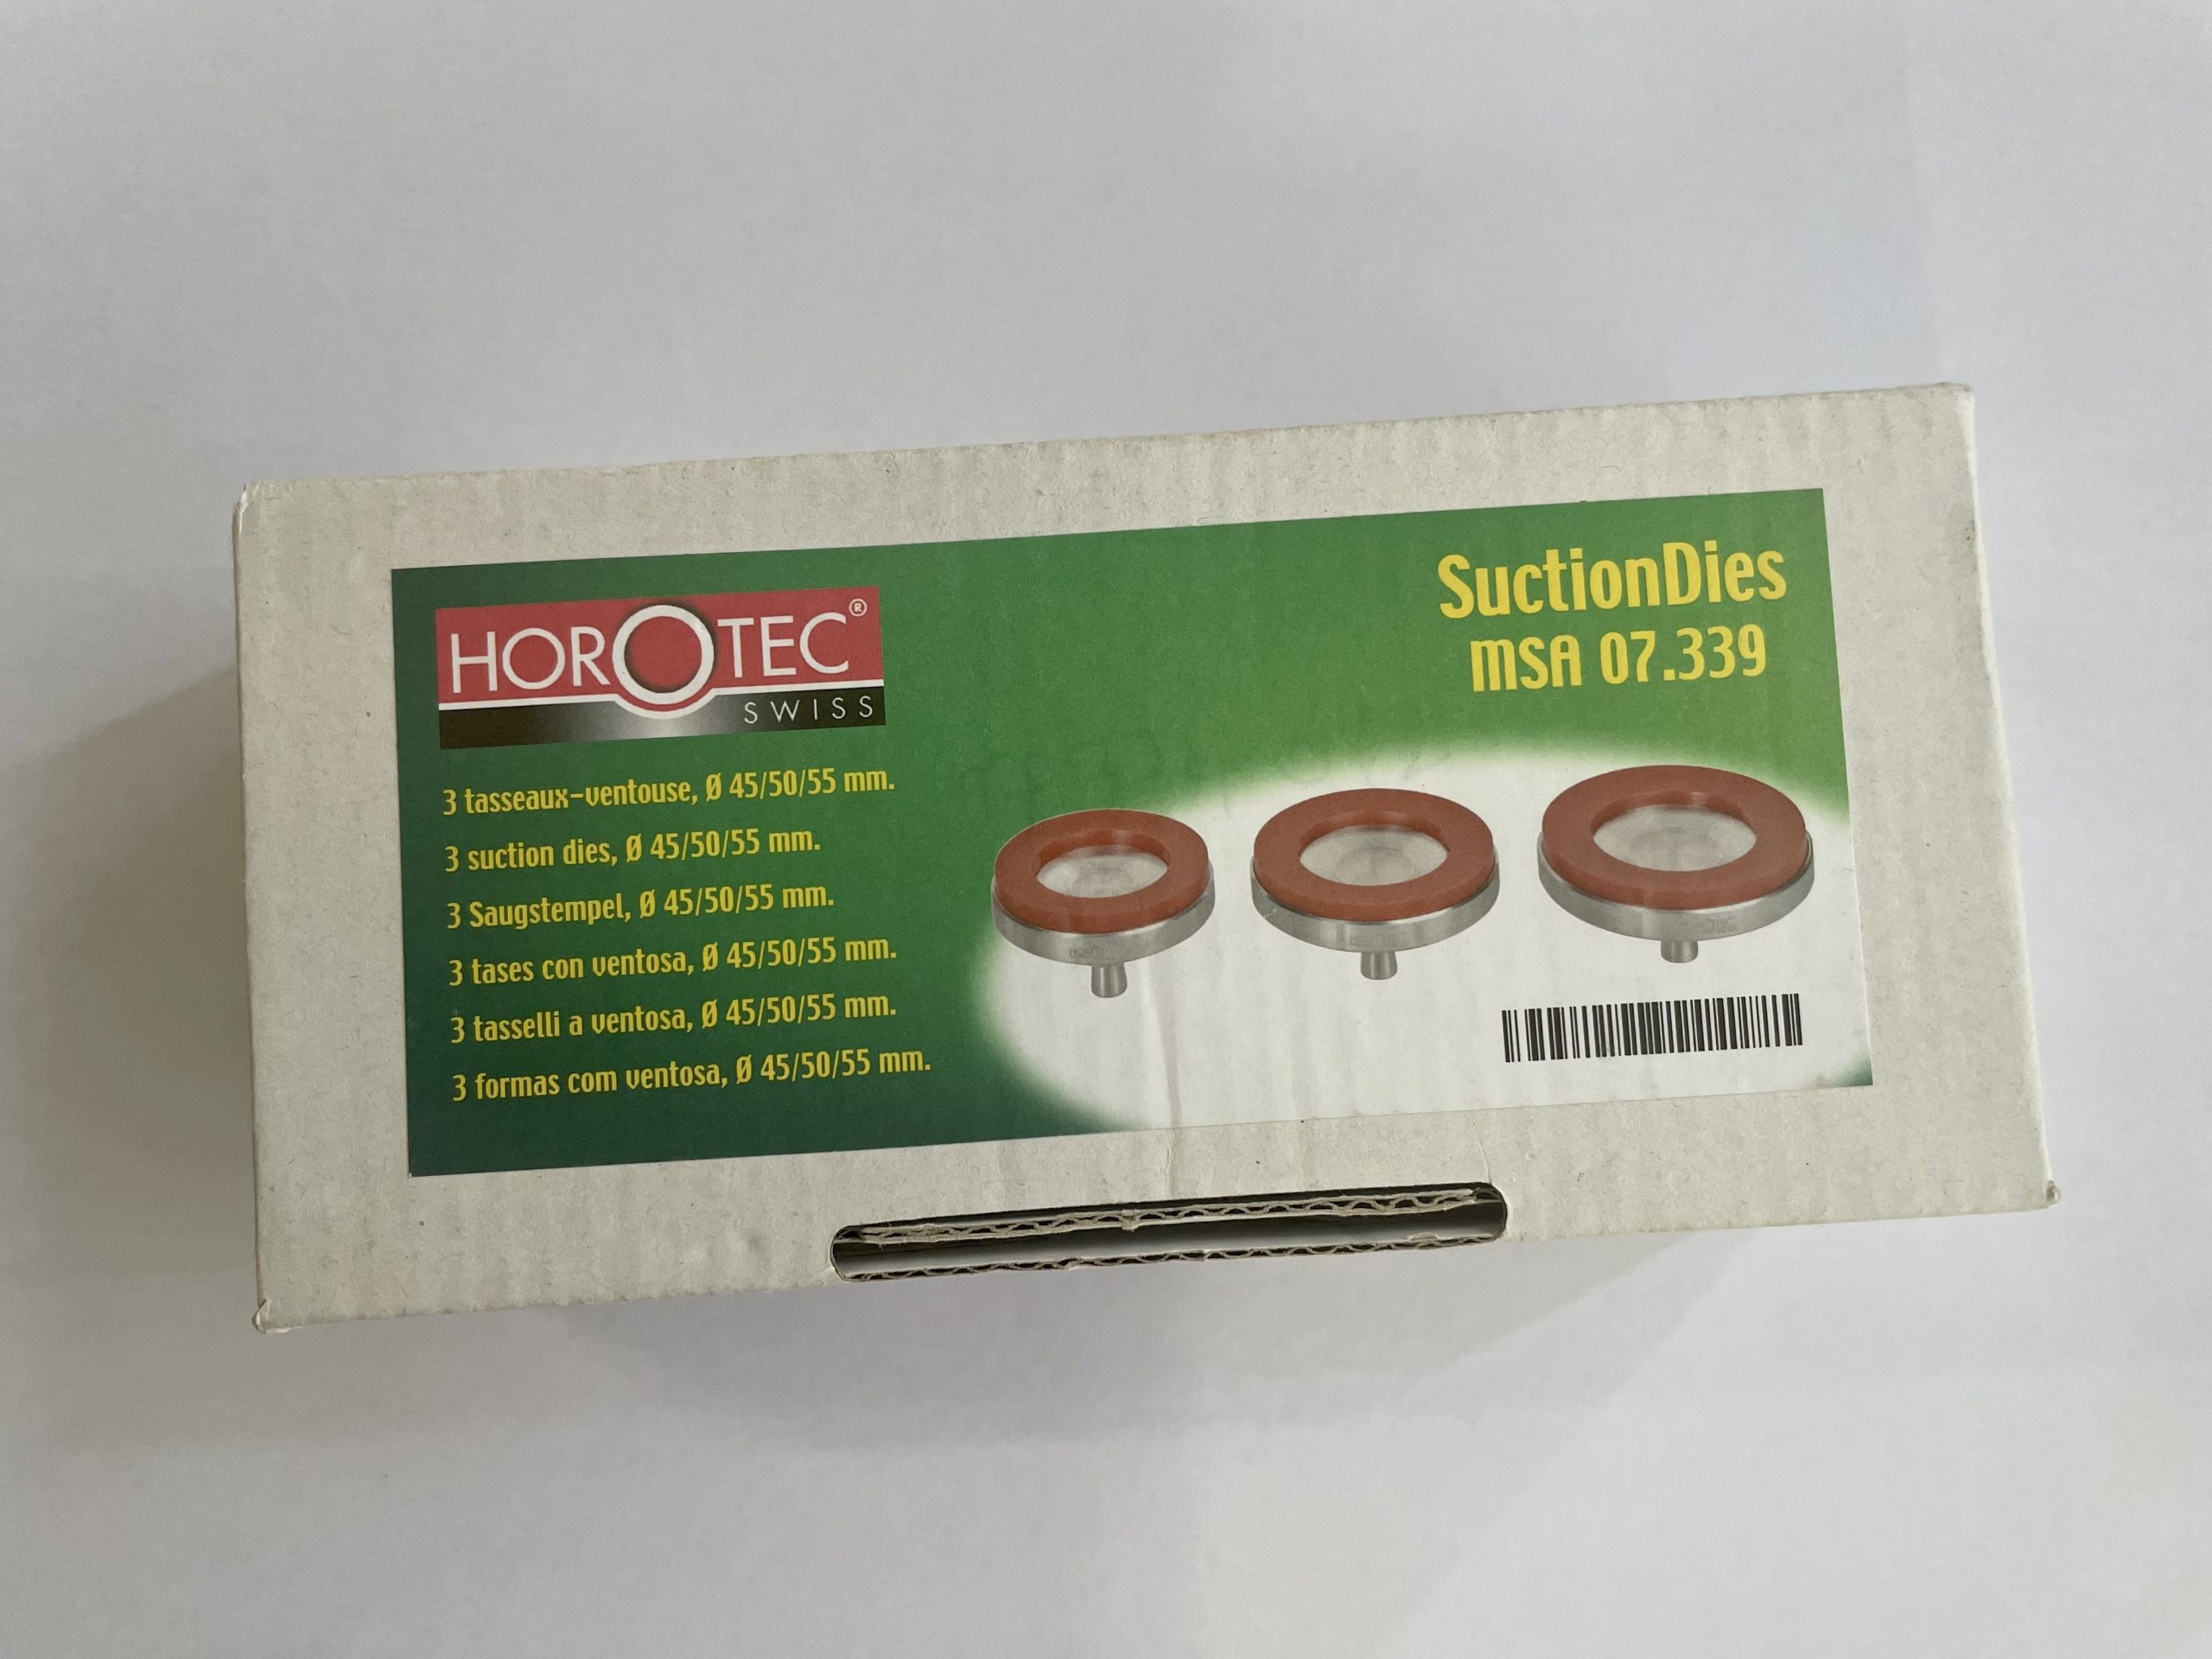 HOROTEC®
SWISS
SuctionDies
MSA 07.339
3 tasseaux-ventouse, Ø 45/50/55 mm.
3 suction dies, Ø 45/50/55 mm.
3 Saugstempel, Ø 45/50/55 mm.
3 tases con ventosa, Ø 45/50/55 mm.
3 tasselli a ventosa, Ø 45/50/55 mm.
3 formas com ventosa, Ø 45/50/55 mm.